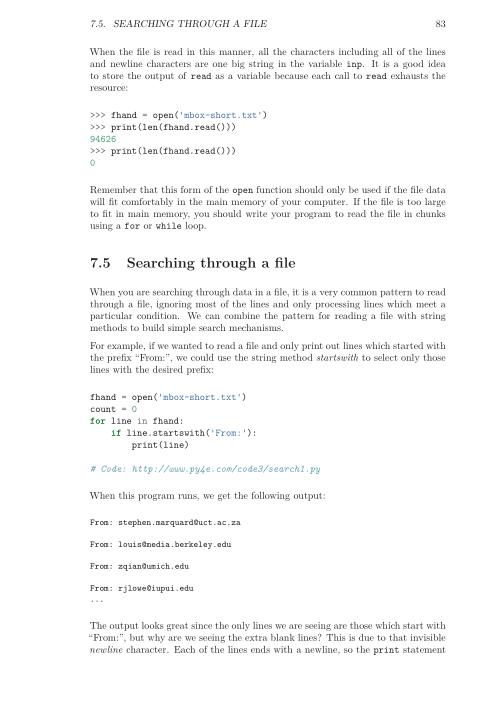 7.5. SEARCHING THROUGH A FILE 83
When the file is read in this manner, all the characters including all of the lines
and newline characters are one big string in the variable inp. It is a good idea
to store the output of read as a variable because each call to read exhausts the
resource:
>>> fhand = open('mbox-short.txt')
>>> print(len(fhand.read()))
94626
>>> print(len(fhand.read()))
0
Remember that this form of the open function should only be used if the file data
will fit comfortably in the main memory of your computer. If the file is too large
to fit in main memory, you should write your program to read the file in chunks
using a for or while loop.
7.5 Searching through a file
When you are searching through data in a file, it is a very common pattern to read
through a file, ignoring most of the lines and only processing lines which meet a
particular condition. We can combine the pattern for reading a file with string
methods to build simple search mechanisms.
For example, if we wanted to read a file and only print out lines which started with
the prefix “From:”, we could use the string method startswith to select only those
lines with the desired prefix:
fhand = open('mbox-short.txt')
count = 0
for line in fhand:
    if line.startswith('From:'):
        print(line)
# Code: http://www.py4e.com/code3/search1.py
When this program runs, we get the following output:
From: stephen.marquard@uct.ac.za
From: louis@media.berkeley.edu
From: zqian@umich.edu
From: rjlowe@iupui.edu
...
The output looks great since the only lines we are seeing are those which start with
“From:”, but why are we seeing the extra blank lines? This is due to that invisible
newline character. Each of the lines ends with a newline, so the print statement